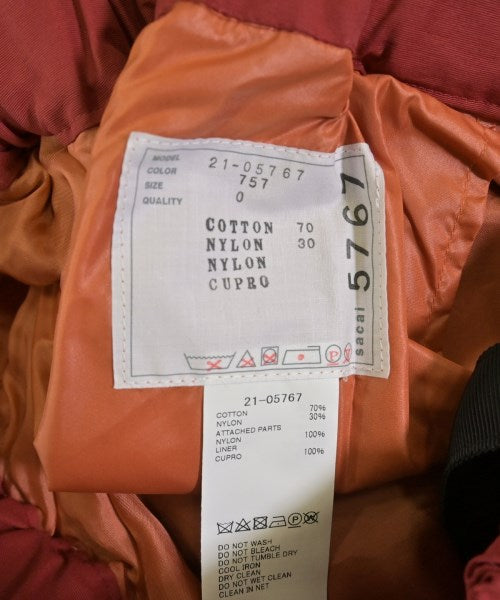 MODEL 21-05767
COLOR 757
SIZE 0
QUALITY
COTTON 70
NYLON 30
NYLON
CUPRO
sacai 5767
21-05767
COTTON 70%
NYLON 30%
ATTACHED PARTS
NYLON 100%
LINER
CUPRO 100%
DO NOT WASH
DO NOT BLEACH
DO NOT TUMBLE DRY
COOL IRON
DRY CLEAN
DO NOT WET CLEAN
CLEAN IN NET